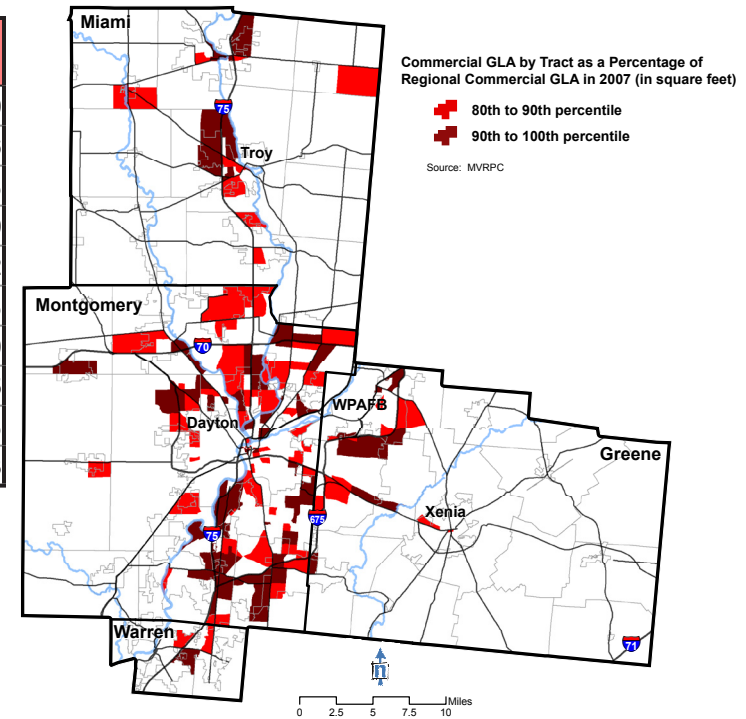 Miami
Commercial GLA by Tract as a Percentage of
Regional Commercial GLA in 2007 (in square feet)
80th to 90th percentile
90th to 100th percentile
Source: MVRPC
75
Troy
Montgomery
70
WPAFB
Dayton
Greene
Xenia
675
75
Warren
71
n
Miles
0 2.5 5 7.5 10